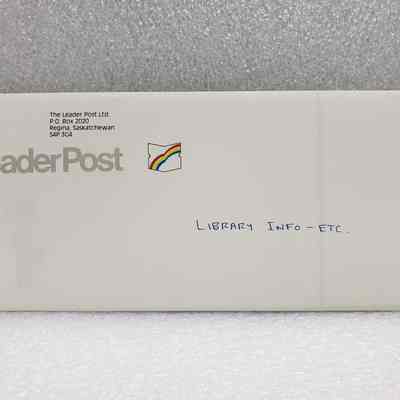 The Leader Post Ltd.
P.O. Box 2020
Regina, Saskatchewan
S4P 3G4
aderPost
LIBRARY INFO - ETC.